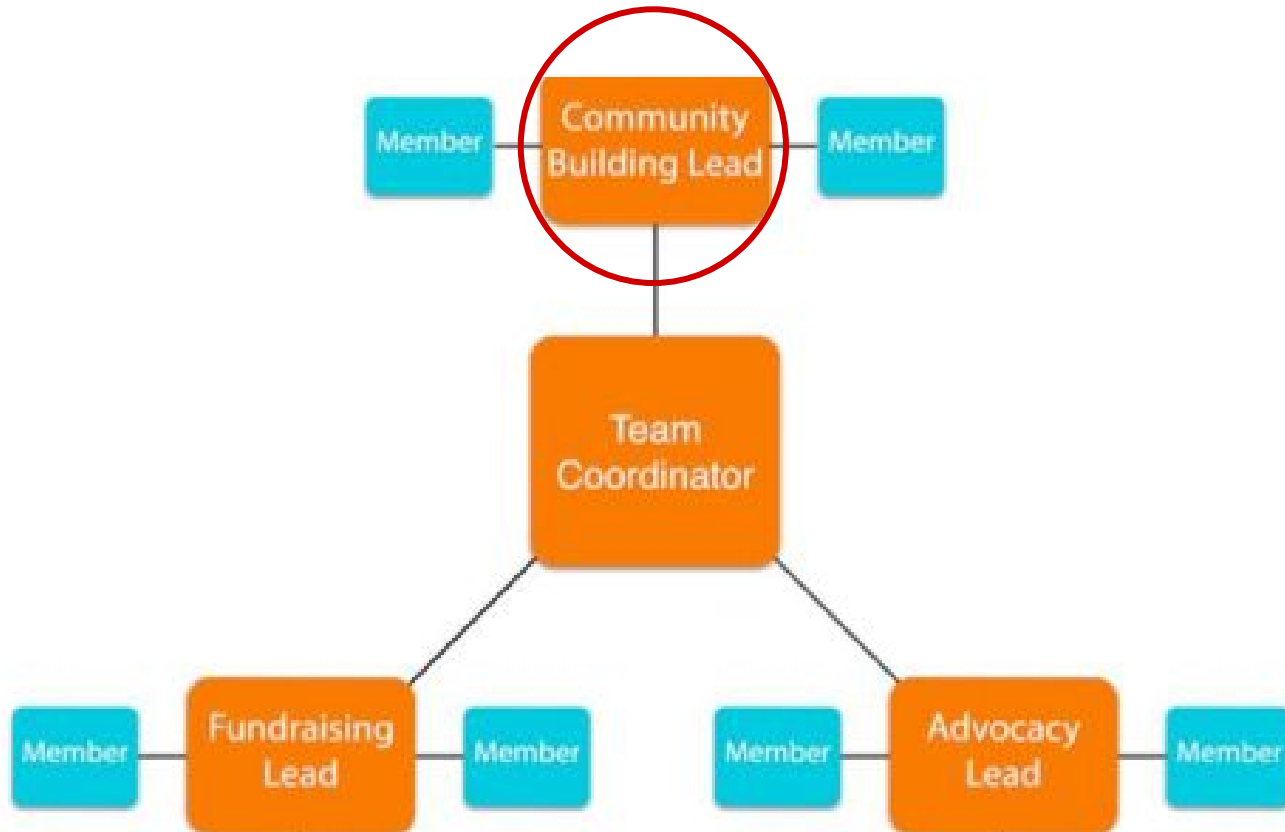 Member
Community
Building Lead
Member
Team
Coordinator
Member
Fundraising
Lead
Member
Member
Advocacy
Lead
Member